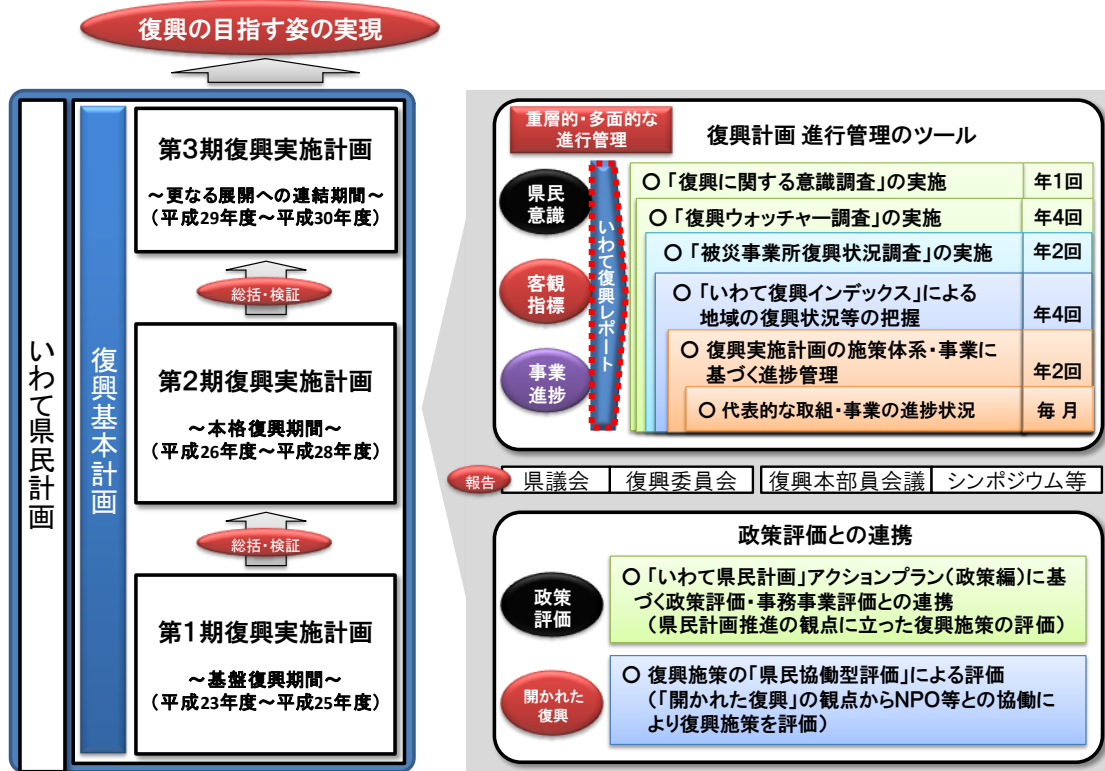 復興の目指す姿の実現
いわて県民計画
復興基本計画
第3期復興実施計画
～更なる展開への連結期間～
（平成29年度～平成30年度）
総括・検証
第2期復興実施計画
～本格復興期間～
（平成26年度～平成28年度）
総括・検証
第1期復興実施計画
～基盤復興期間～
（平成23年度～平成25年度）
重層的・多面的な
進行管理
復興計画 進行管理のツール
県民
意識
客観
指標
事業
進捗
いわて復興レポート
○「復興に関する意識調査」の実施 年1回
○「復興ウォッチャー調査」の実施 年4回
○「被災事業所復興状況調査」の実施 年2回
○「いわて復興インデックス」による
地域の復興状況等の把握 年4回
○ 復興実施計画の施策体系・事業に
基づく進捗管理 年2回
○ 代表的な取組・事業の進捗状況 毎 月
報告 県議会 復興委員会 復興本部員会議 シンポジウム等
政策評価との連携
政策
評価
○「いわて県民計画」アクションプラン（政策編）に基
づく政策評価・事務事業評価との連携
（県民計画推進の観点に立った復興施策の評価）
開かれた
復興
○ 復興施策の「県民協働型評価」による評価
（「開かれた復興」の観点からNPO等との協働に
より復興施策を評価）